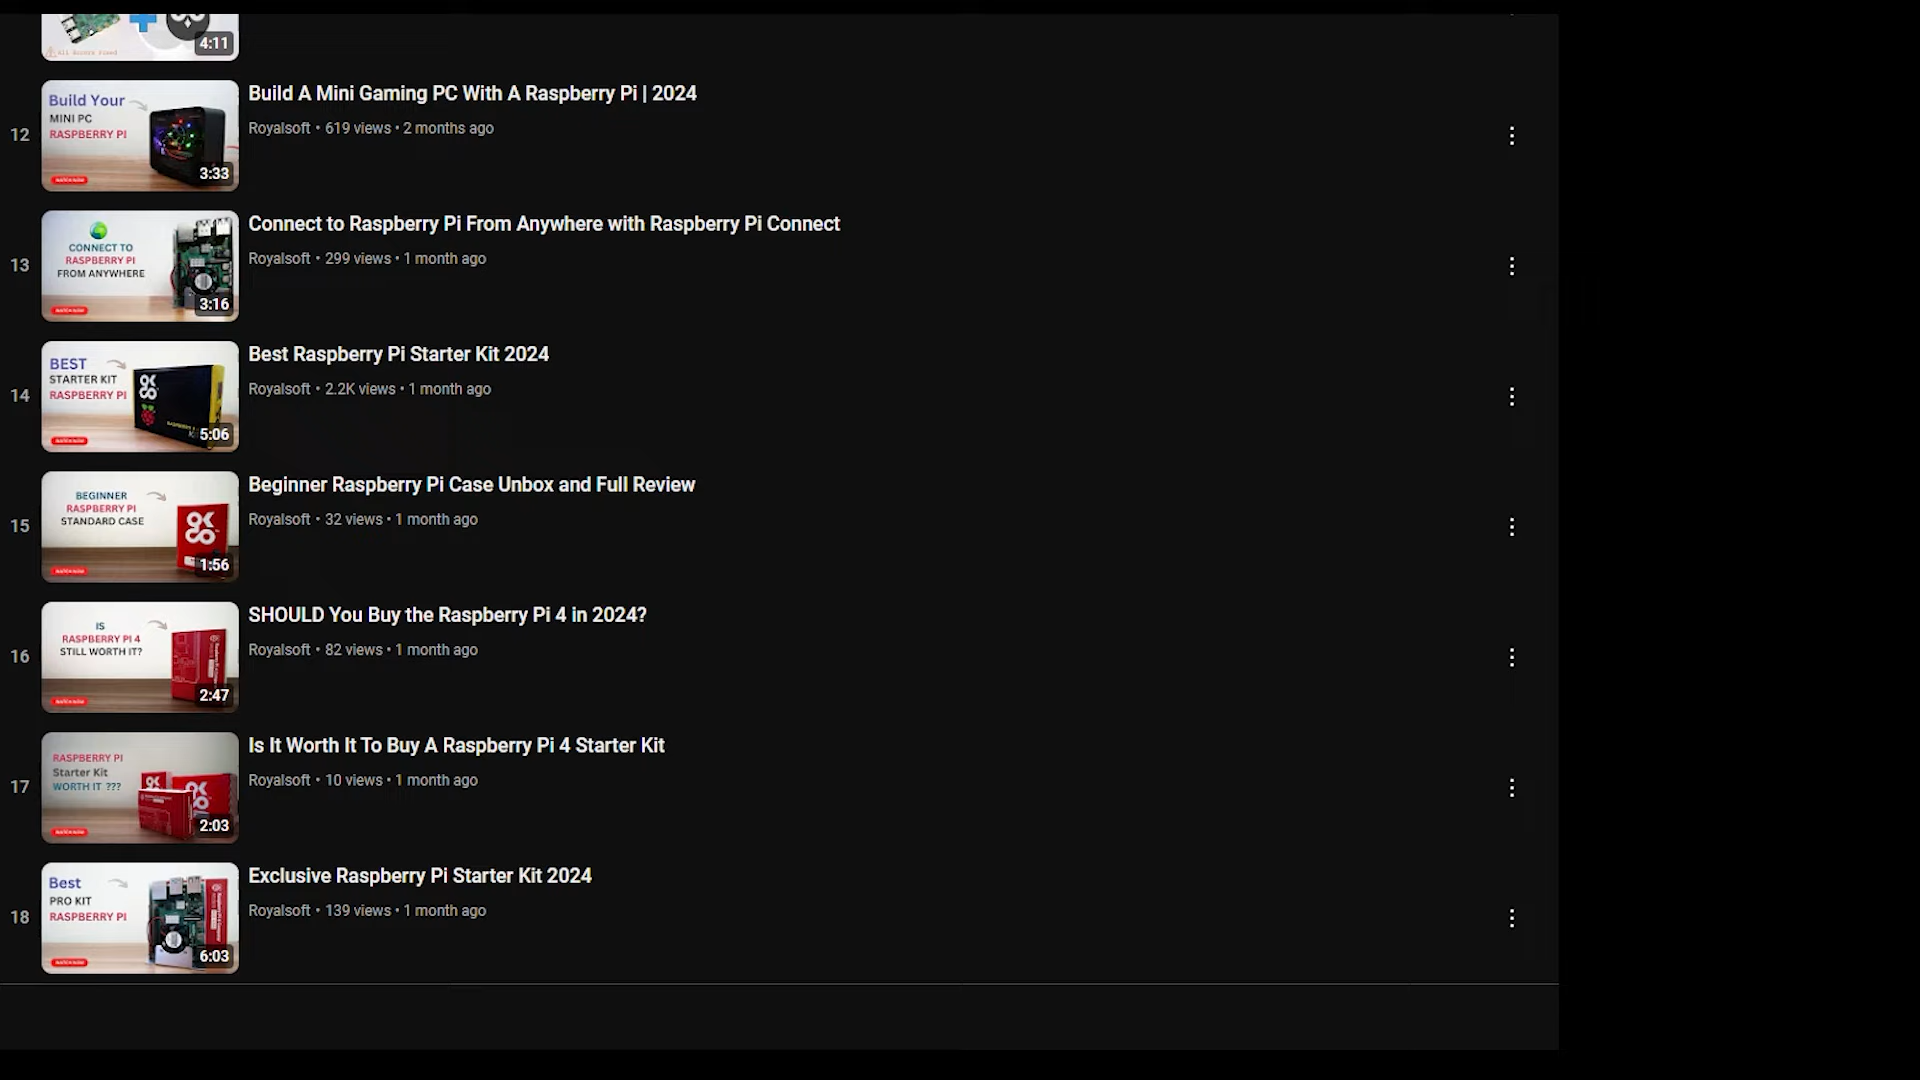 4:11
12
Build Your
MINI PC
RASPBERRY PI
3:33
Build A Mini Gaming PC With A Raspberry Pi | 2024
Royalsoft • 619 views • 2 months ago
13
CONNECT TO
RASPBERRY PI
FROM ANYWHERE
3:16
Connect to Raspberry Pi From Anywhere with Raspberry Pi Connect
Royalsoft • 299 views • 1 month ago
14
BEST
STARTER KIT
RASPBERRY PI
5:06
Best Raspberry Pi Starter Kit 2024
Royalsoft • 2.2K views • 1 month ago
15
BEGINNER
RASPBERRY PI
STANDARD CASE
1:56
Beginner Raspberry Pi Case Unbox and Full Review
Royalsoft • 32 views • 1 month ago
16
IS
RASPBERRY PI 4
STILL WORTH IT?
2:47
SHOULD You Buy the Raspberry Pi 4 in 2024?
Royalsoft • 82 views • 1 month ago
17
RASPBERRY PI
Starter Kit
WORTH IT ???
2:03
Is It Worth It To Buy A Raspberry Pi 4 Starter Kit
Royalsoft • 10 views • 1 month ago
18
Best
PRO KIT
RASPBERRY PI
6:03
Exclusive Raspberry Pi Starter Kit 2024
Royalsoft • 139 views • 1 month ago